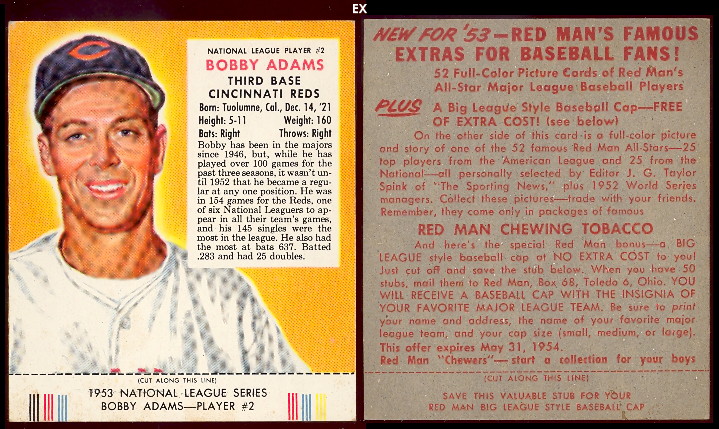 EX
NATIONAL LEAGUE PLAYER #2
BOBBY ADAMS
THIRD BASE
CINCINNATI REDS
Born: Tuolumne, Cal., Dec. 14, '21
Height: 5-11 Weight: 160
Bats: Right Throws: Right
Bobby has been in the majors
since 1946, but, while he has
played over 100 games for the
past three seasons, it wasn't un-
til 1952 that he became a regu-
lar at any one position. He was
in 154 games for the Reds, one
of six National Leaguers to ap-
pear in all their team's games,
and his 145 singles were the
most in the league. He also had
the most at bats 637. Batted
.283 and had 25 doubles.
(CUT ALONG THIS LINE)
1953 NATIONAL LEAGUE SERIES
BOBBY ADAMS—PLAYER #2
NEW FOR '53—RED MAN'S FAMOUS
EXTRAS FOR BASEBALL FANS!
52 Full-Color Picture Cards of Red Man's
All-Star Major League Baseball Players
PLUS A Big League Style Baseball Cap—FREE
OF EXTRA COST! (see below)
On the other side of this card is a full-color picture
and story of one of the 52 famous Red Man All-Stars—25
top players from the American League and 25 from the
National—all personally selected by Editor J. G. Taylor
Spink of "The Sporting News," plus 1952 World Series
managers. Collect these pictures—trade with your friends.
Remember, they come only in packages of famous
RED MAN CHEWING TOBACCO
And here's the special Red Man bonus—a BIG
LEAGUE style baseball cap at NO EXTRA COST to you!
Just cut off and save the stub below. When you have 50
stubs, mail them to Red Man, Box 68, Toledo 6, Ohio. YOU
WILL RECEIVE A BASEBALL CAP WITH THE INSIGNIA OF
YOUR FAVORITE MAJOR LEAGUE TEAM. Be sure to print
your name and address, the name of your favorite major
league team, and your cap size (small, medium, or large).
This offer expires May 31, 1954.
Red Man "Chewers"—start a collection for your boys
(CUT ALONG THIS LINE)
SAVE THIS VALUABLE STUB FOR YOUR
RED MAN BIG LEAGUE STYLE BASEBALL CAP